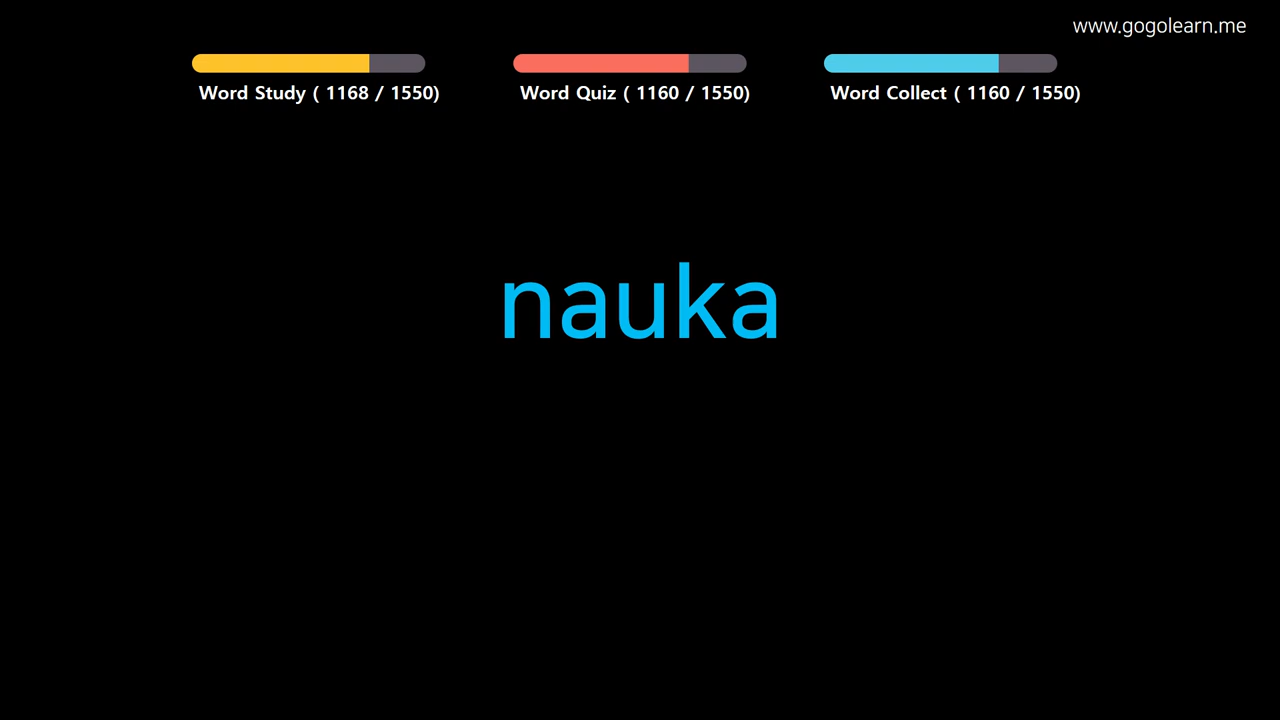 www.gogolearn.me
Word Study ( 1168 / 1550)
Word Quiz ( 1160 / 1550)
Word Collect ( 1160 / 1550)
nauka